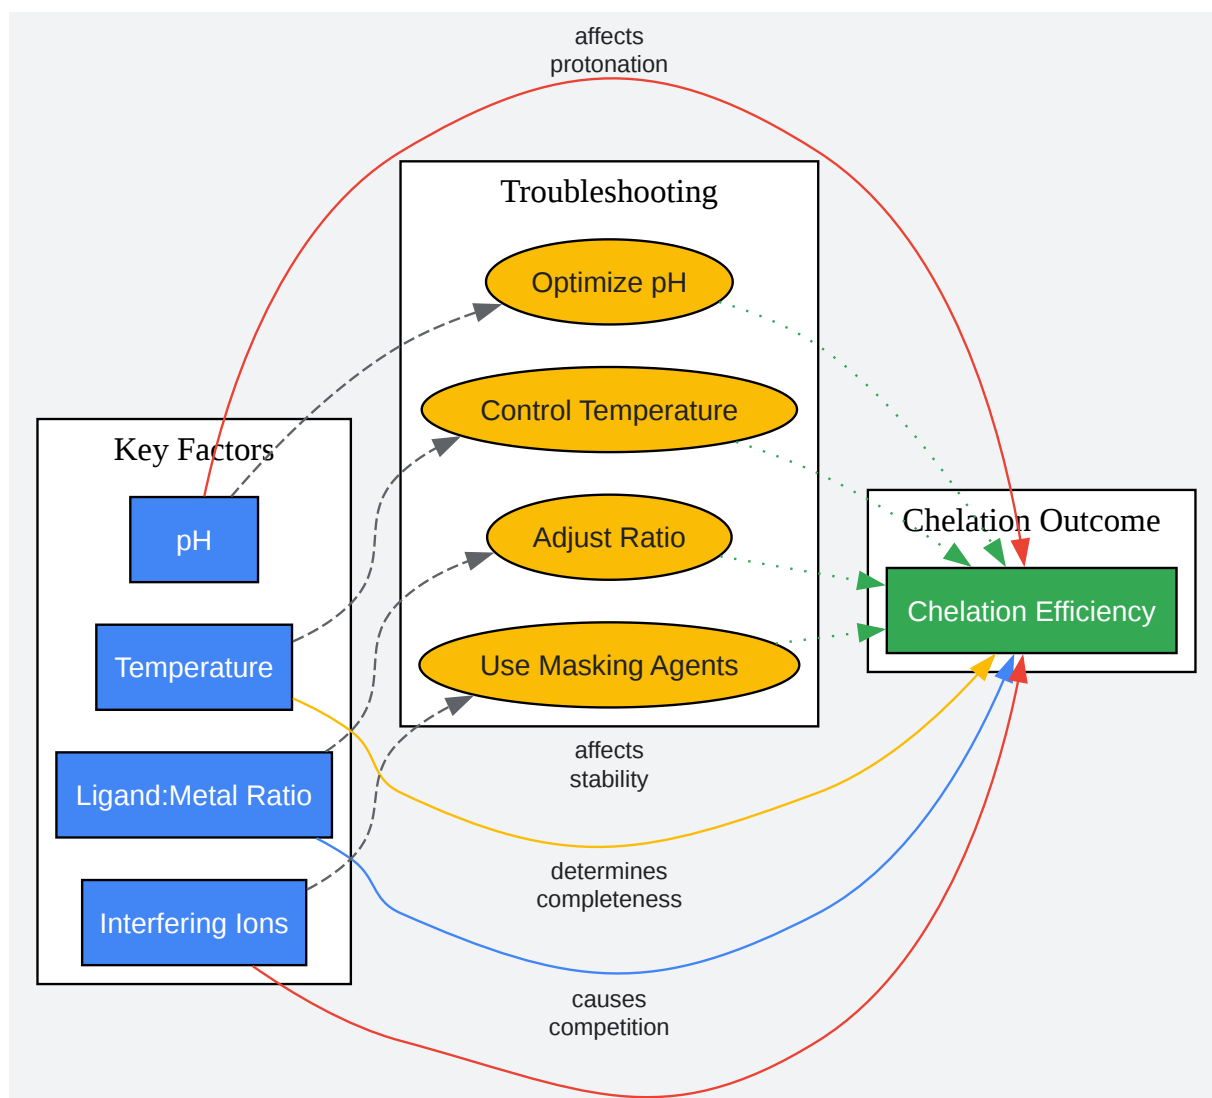 affects
protonation
Troubleshooting
Optimize pH
Control Temperature
Adjust Ratio
Use Masking Agents
Key Factors
pH
Temperature
Ligand:Metal Ratio
Interfering Ions
Chelation Outcome
Chelation Efficiency
affects
stability
determines
completeness
causes
competition